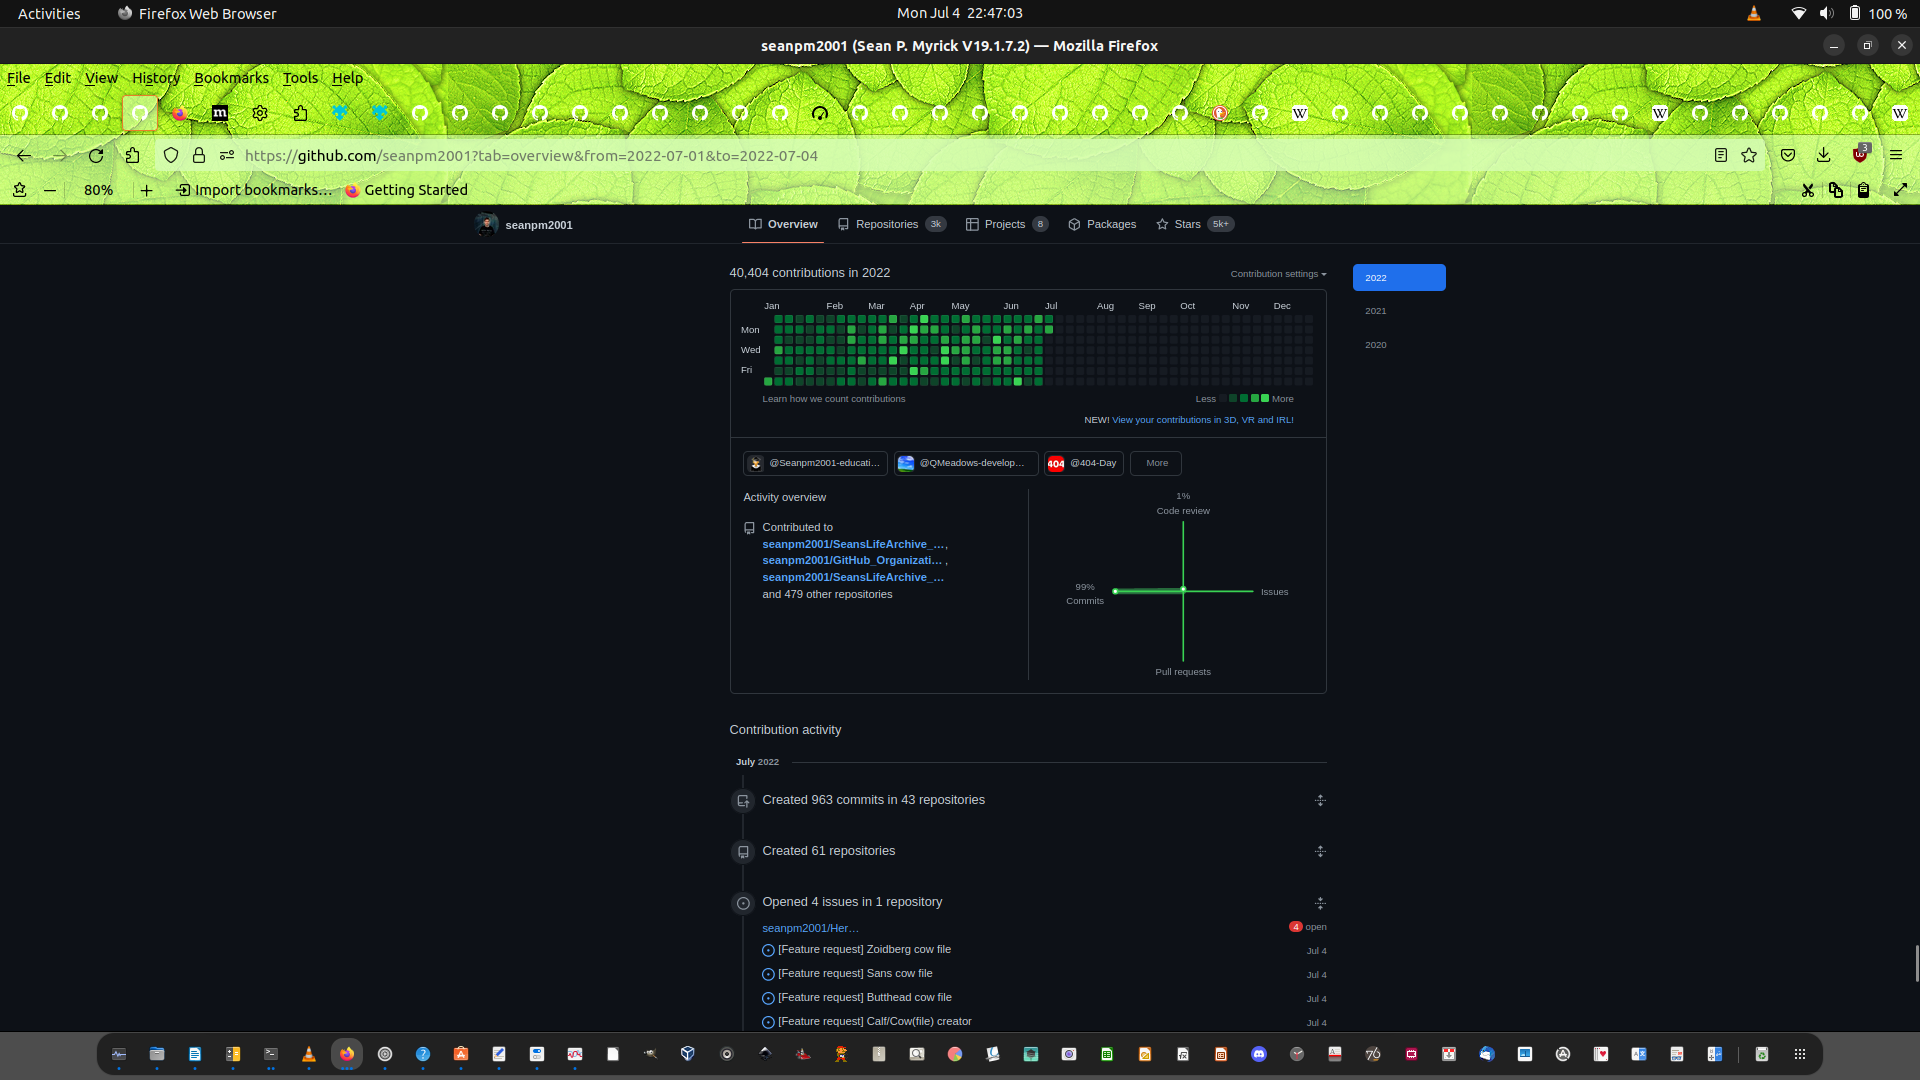 Activities
Firefox Web Browser
Mon Jul 4 22:47:03
100 %
seanpm2001 (Sean P. Myrick V19.1.7.2) — Mozilla Firefox
File Edit View History Bookmarks Tools Help
https://github.com/seanpm2001?tab=overview&from=2022-07-01&to=2022-07-04
3
80%
Import bookmarks…
Getting Started
seanpm2001
Overview
Repositories 3k
Projects 8
Packages
Stars 5k+
40,404 contributions in 2022
Contribution settings
2022
2021
2020
Jan Feb Mar Apr May Jun Jul Aug Sep Oct Nov Dec
Mon
Wed
Fri
Learn how we count contributions
Less More
NEW! View your contributions in 3D, VR and IRL!
@Seanpm2001-educati…
@QMeadows-develop…
404 @404-Day
More
Activity overview
Contributed to
seanpm2001/SeansLifeArchive_…,
seanpm2001/GitHub_Organizati… ,
seanpm2001/SeansLifeArchive_…
and 479 other repositories
1%
Code review
99%
Commits
Issues
Pull requests
Contribution activity
July 2022
Created 963 commits in 43 repositories
Created 61 repositories
Opened 4 issues in 1 repository
seanpm2001/Her…
4 open
[Feature request] Zoidberg cow file
Jul 4
[Feature request] Sans cow file
Jul 4
[Feature request] Butthead cow file
Jul 4
[Feature request] Calf/Cow(file) creator
Jul 4